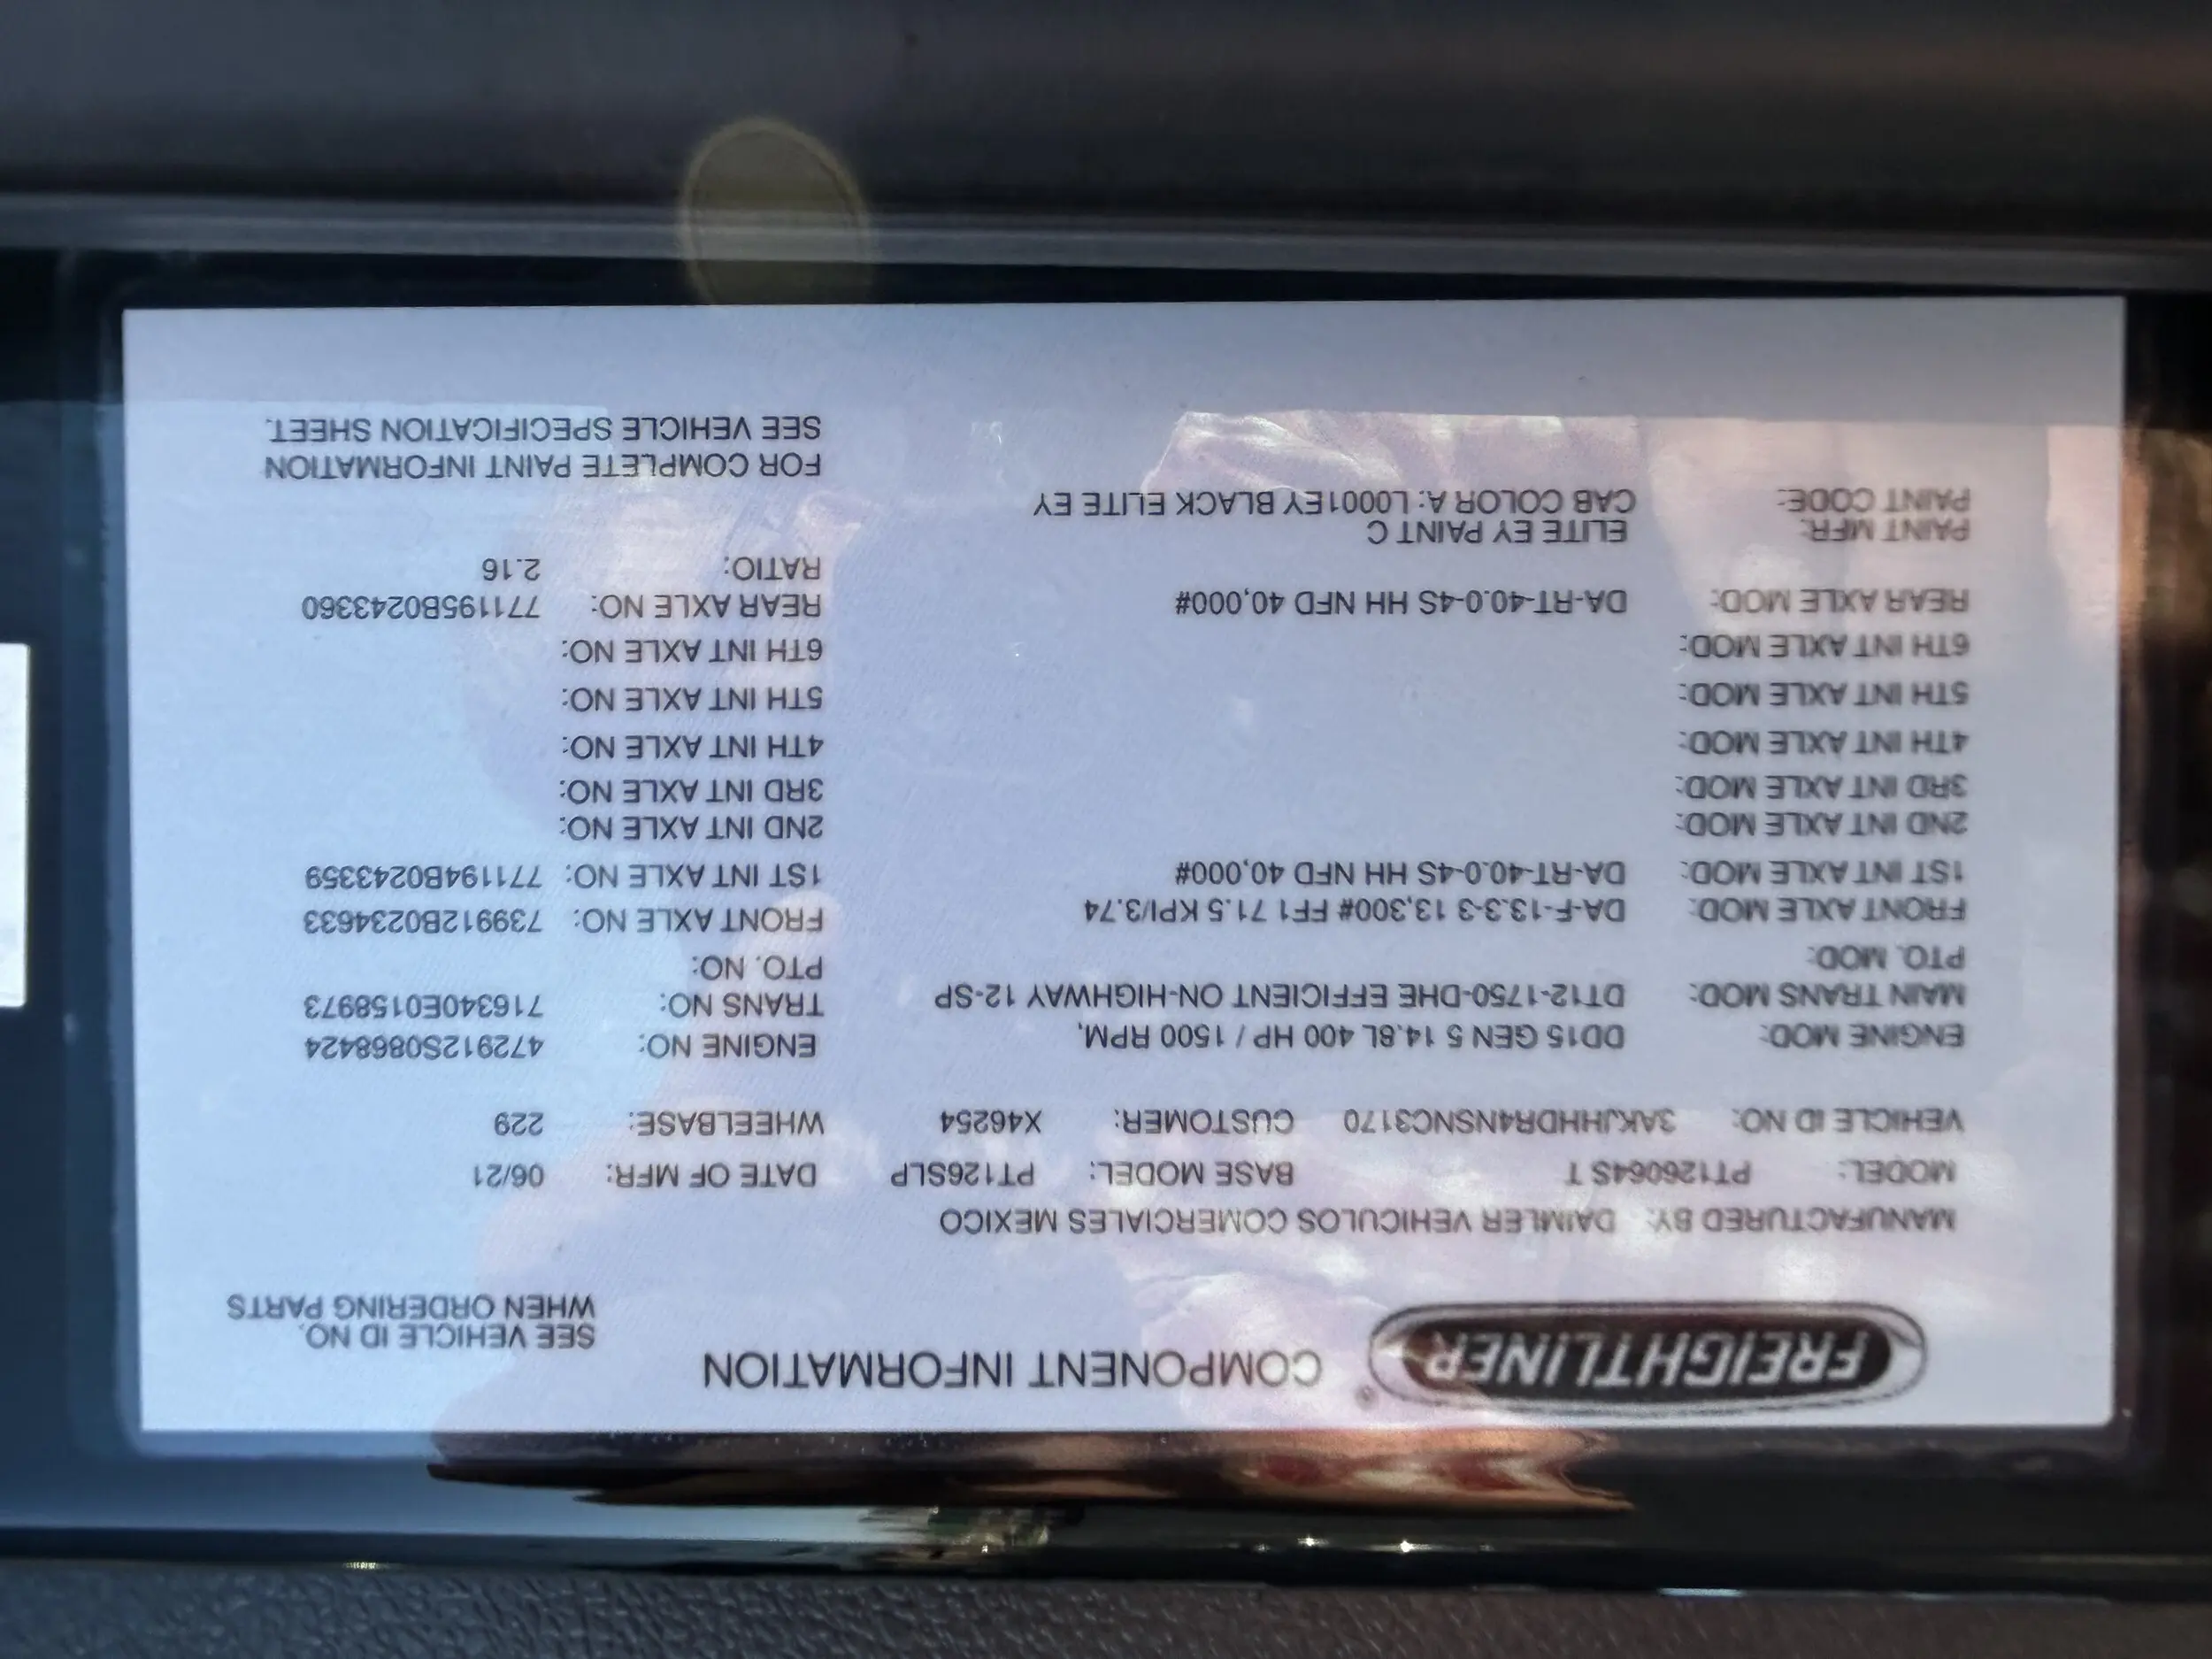 FREIGHTLINER® COMPONENT INFORMATION
SEE VEHICLE ID NO.
WHEN ORDERING PARTS
MANUFACTURED BY: DAIMLER VEHICULOS COMERCIALES MEXICO
MODEL: PT126064S T BASE MODEL: PT126SLP DATE OF MFR: 06/21
VEHICLE ID NO: 3AKJHHDR4NSNC3170 CUSTOMER: X46254 WHEELBASE: 229
ENGINE MOD: DD15 GEN 5 14.8L 400 HP / 1500 RPM, ENGINE NO: 472912S0868424
MAIN TRANS MOD: DT12-1750-DHE EFFICIENT ON-HIGHWAY 12-SP TRANS NO: 716340E0158973
PTO. MOD: PTO. NO:
FRONT AXLE MOD: DA-F-13.3-3 13,300# FF1 71.5 KPI/3.74 FRONT AXLE NO: 739912B0234633
1ST INT AXLE MOD: DA-RT-40.0-4S HH NFD 40,000# 1ST INT AXLE NO: 771194B0243359
2ND INT AXLE MOD: 2ND INT AXLE NO:
3RD INT AXLE MOD: 3RD INT AXLE NO:
4TH INT AXLE MOD: 4TH INT AXLE NO:
5TH INT AXLE MOD: 5TH INT AXLE NO:
6TH INT AXLE MOD: 6TH INT AXLE NO:
REAR AXLE MOD: DA-RT-40.0-4S HH NFD 40,000# REAR AXLE NO: 771195B0243360
RATIO: 2.16
PAINT MFR: ELITE EY PAINT C
PAINT CODE: CAB COLOR A: L0001EY BLACK ELITE EY
FOR COMPLETE PAINT INFORMATION
SEE VEHICLE SPECIFICATION SHEET.